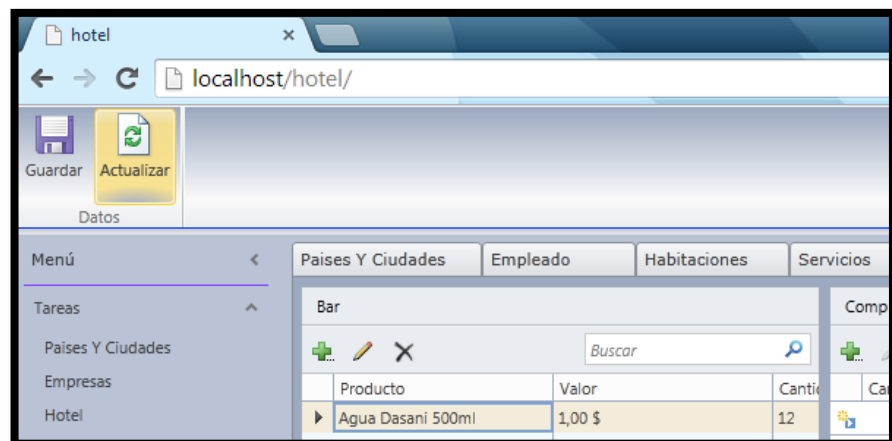 hotel
localhost/hotel/
Guardar Actualizar
Datos
Menú
Paises Y Ciudades Empleado Habitaciones Servicios
Tareas
Paises Y Ciudades
Empresas
Hotel
Bar
Buscar
Producto Valor
Agua Dasani 500ml 1,00 $ 12